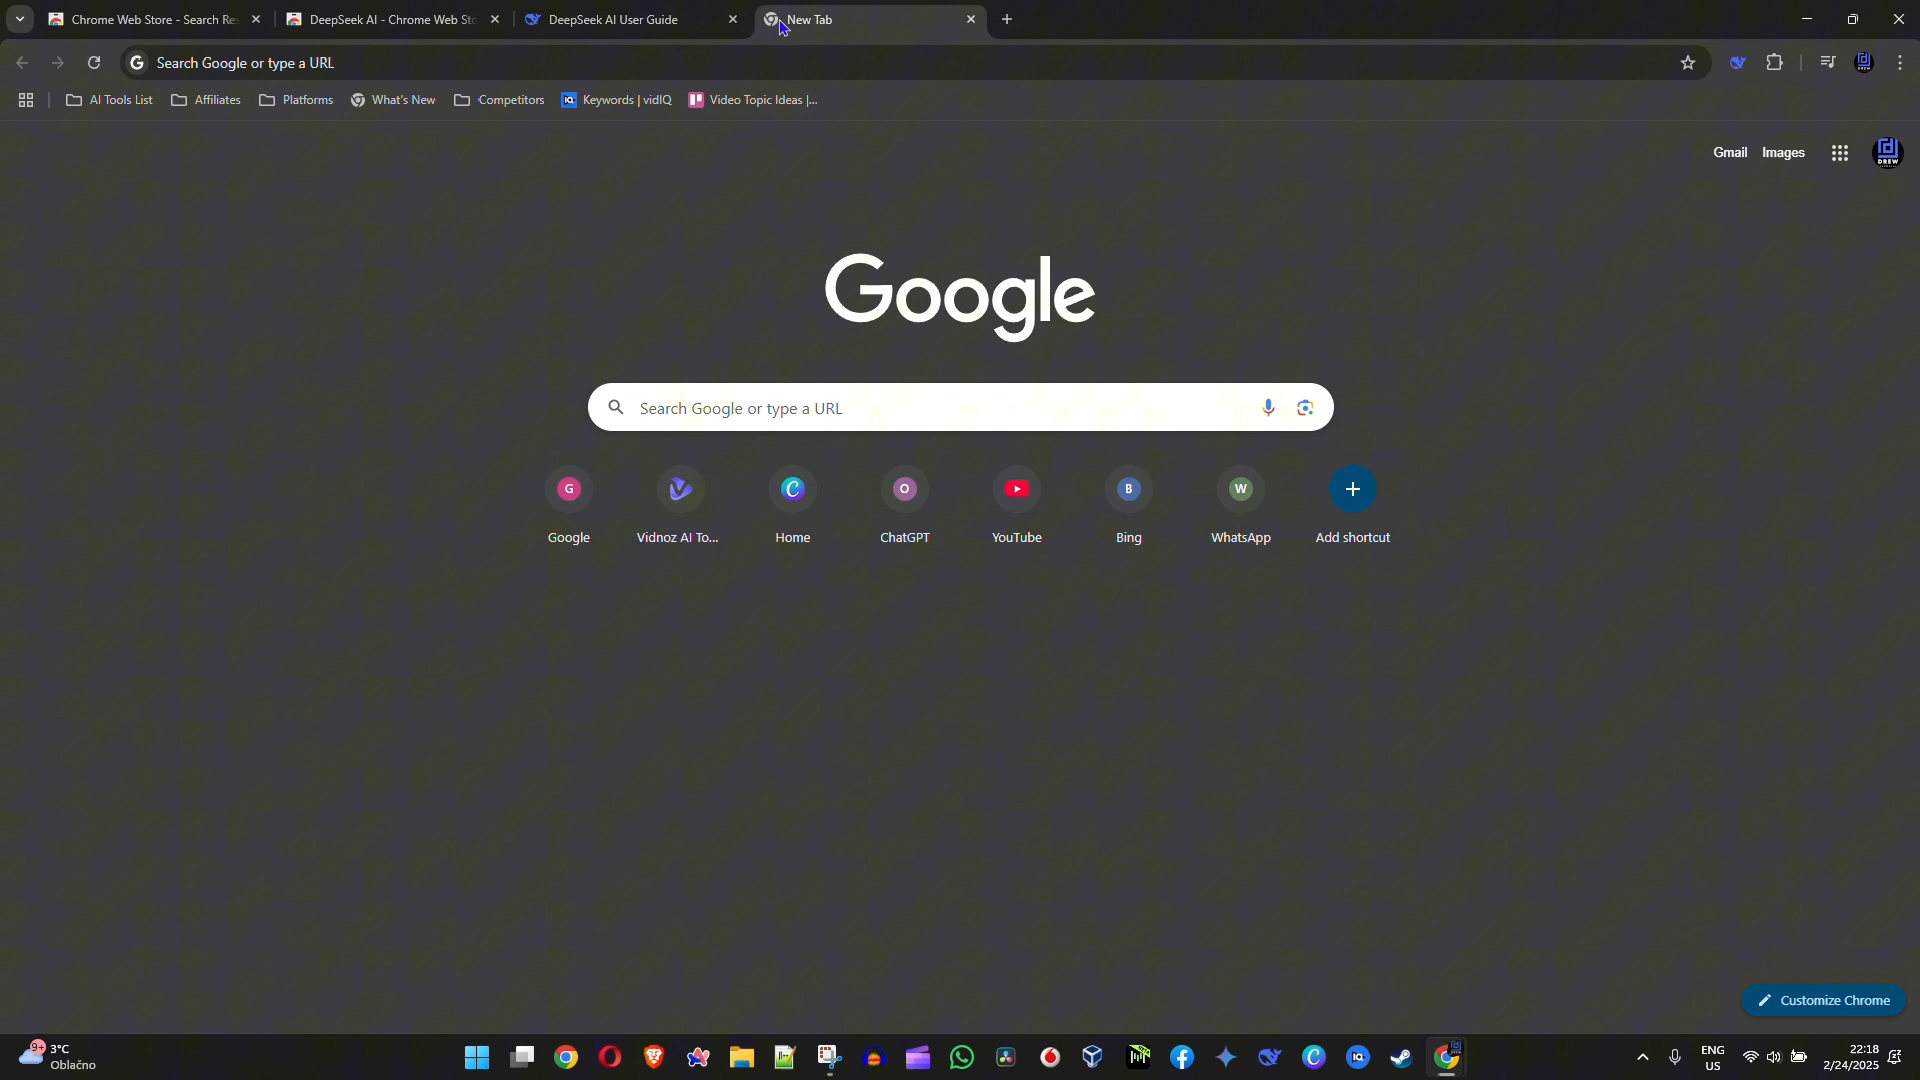 Chrome Web Store - Search Re
DeepSeek AI - Chrome Web Sto
DeepSeek AI User Guide
New Tab
Search Google or type a URL
AI Tools List
Affiliates
Platforms
What's New
Competitors
Keywords | vidIQ
Video Topic Ideas |...
Gmail
Images
DREW
Google
Search Google or type a URL
G
O
B
W
Google
Vidnoz AI To...
Home
ChatGPT
YouTube
Bing
WhatsApp
Add shortcut
Customize Chrome
9+
3°C
Oblačno
ENG
US
22:18
2/24/2025